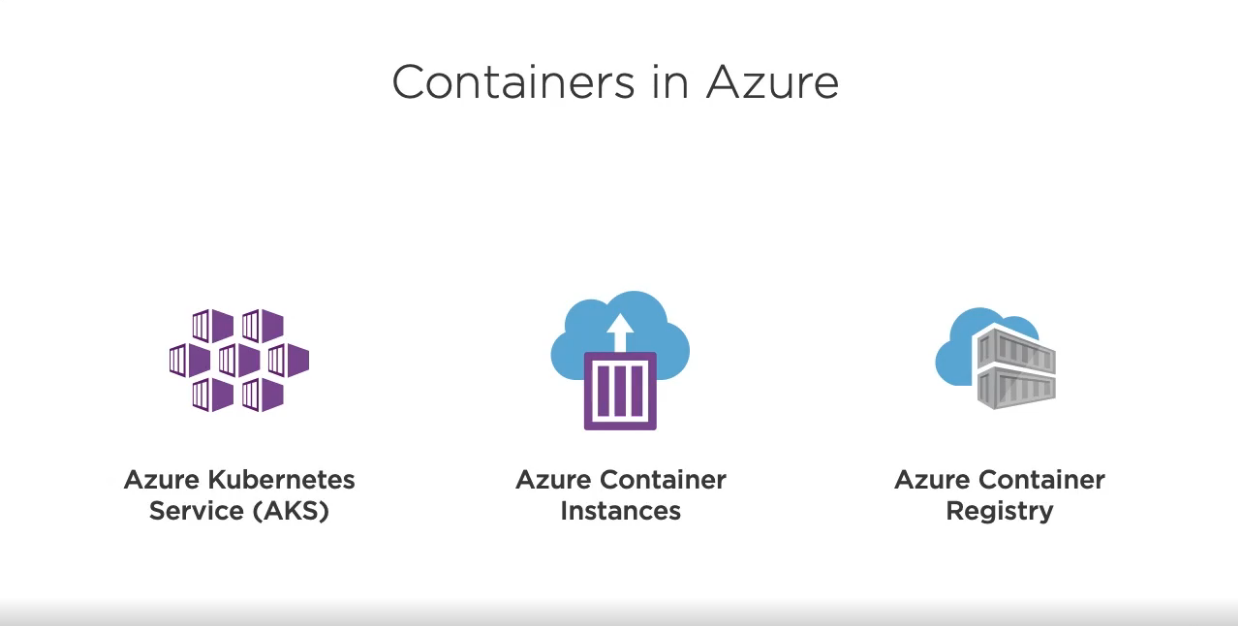 Containers in Azure
Azure Kubernetes
Service (AKS)
Azure Container
Instances
Azure Container
Registry